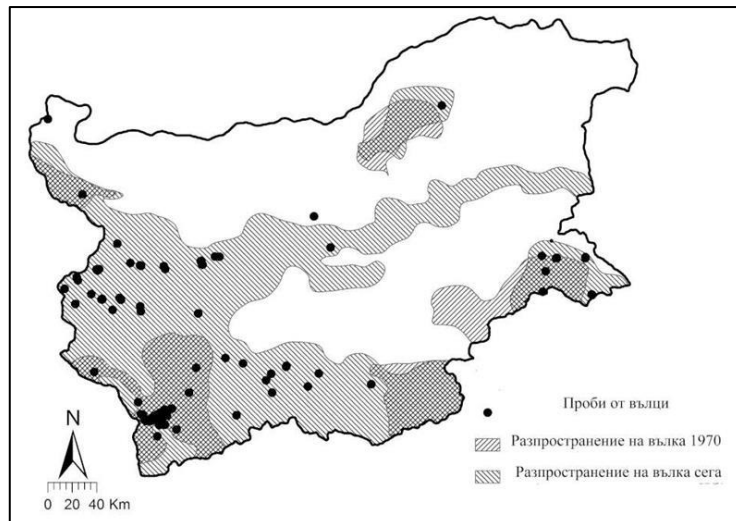 Проби от вълци
Разпространение на вълка 1970
Разпространение на вълка сега
N
0 20 40 Km